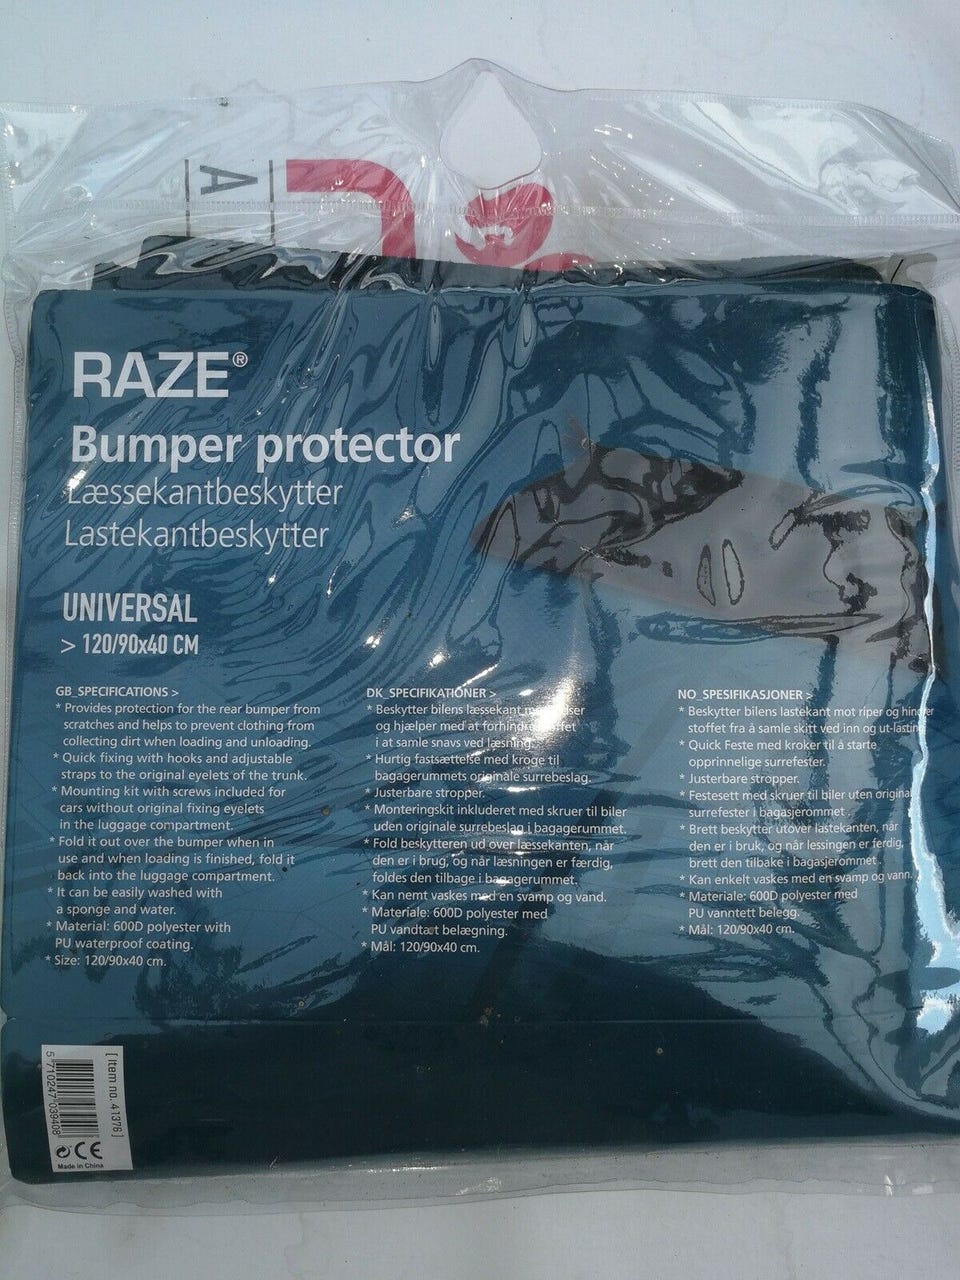 A
RAZE®
Bumper protector
Læssekantbeskytter
Lastekantbeskytter
UNIVERSAL
> 120/90x40 CM
GB_SPECIFICATIONS >
* Provides protection for the rear bumper from
scratches and helps to prevent clothing from
collecting dirt when loading and unloading.
* Quick fixing with hooks and adjustable
straps to the original eyelets of the trunk.
* Mounting kit with screws included for
cars without original fixing eyelets
in the luggage compartment.
* Fold it out over the bumper when in
use and when loading is finished, fold it
back into the luggage compartment.
* It can be easily washed with
a sponge and water.
* Material: 600D polyester with
PU waterproof coating.
* Size: 120/90x40 cm.
DK_SPECIFIKATIONER >
* Beskytter bilens læssekant
og hjælper med at forhindre
i at samle snavs ved læsning.
* Hurtig fastsættelse med kroge til
bagagerummets originale surrebeslag.
* Justerbare stropper.
* Monteringskit inkluderet med skruer til biler
uden originale surrebeslag i bagagerummet.
* Fold beskytteren ud over læssekanten, når
den er i brug, og når læsningen er færdig,
foldes den tilbage i bagagerummet.
* Kan nemt vaskes med en svamp og vand.
* Materiale: 600D polyester med
PU vandtæt belægning.
* Mål: 120/90x40 cm.
NO_SPESIFIKASJONER >
* Beskytter bilens lastekant mot riper og hindrer
stoffet fra å samle skitt ved inn og ut-lasting
* Quick Feste med kroker til å starte
opprinnelige surrefester.
* Justerbare stropper.
* Festesett med skruer til biler uten original
surrefester i bagasjerommet.
* Brett beskytter utover lastekanten, når
den er i bruk, og når lessingen er ferdig,
brett den tilbake i bagasjerommet.
* Kan enkelt vaskes med en svamp og vann.
* Materiale: 600D polyester med
PU vanntett belegg.
* Mål: 120/90x40 cm.
[ Item no. 41376 ]
5 710247 039408
CE
Made in China